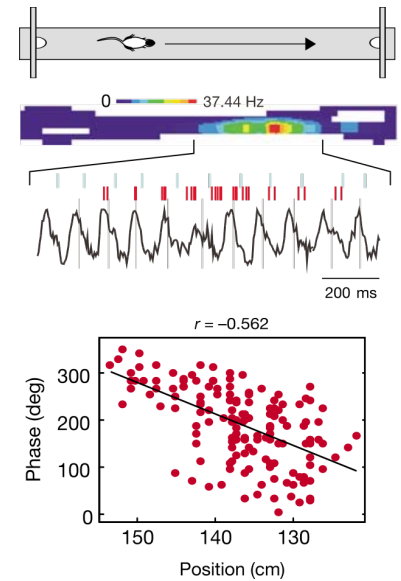 0 37.44 Hz
200 ms
r = –0.562
Phase (deg)
300
200
100
0
150 140 130
Position (cm)